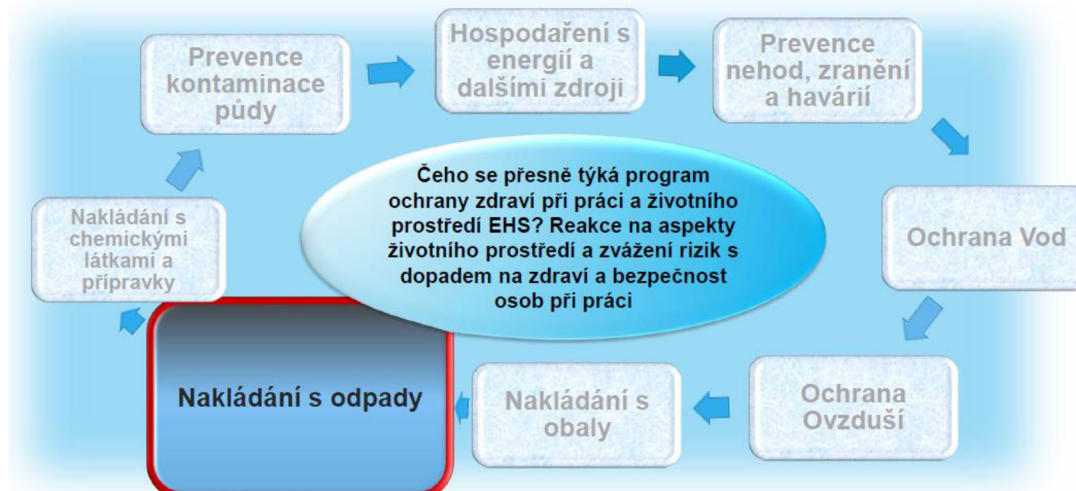 Prevence
kontaminace
půdy
Hospodaření s
energií a
dalšími zdroji
Prevence
nehod, zranění
a havárií
Čeho se přesně týká program
ochrany zdraví při práci a životního
prostředí EHS? Reakce na aspekty
životního prostředí a zvážení rizik s
dopadem na zdraví a bezpečnost
osob při práci
Nakládání s
chemickými
látkami a
přípravky
Ochrana Vod
Nakládání s odpady
Nakládání s
obaly
Ochrana
Ovzduší